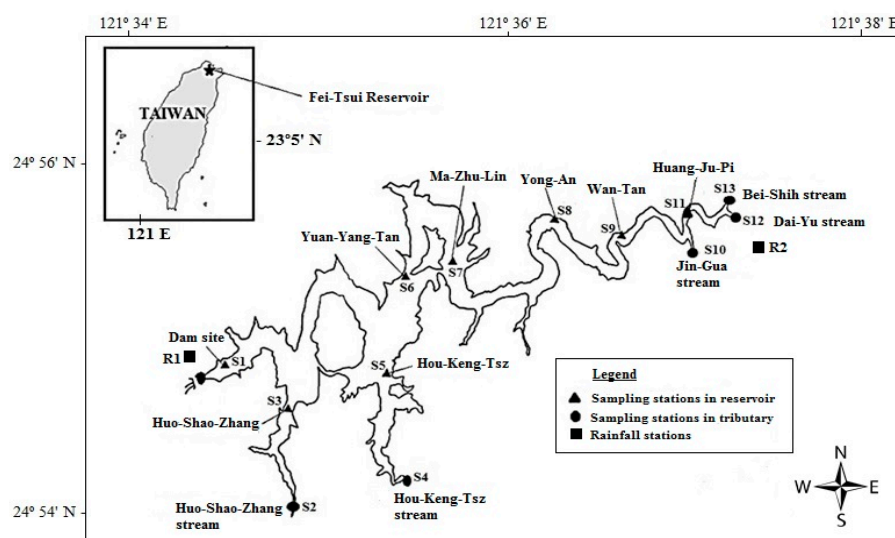 121° 34' E
121° 36' E
121° 38' E
Fei-Tsui Reservoir
TAIWAN
23°5' N
121 E
24° 56' N
Huang-Ju-Pi
Ma-Zhu-Lin
Yong-An
Wan-Tan
S13
Bei-Shih stream
S11
S8
S12
Dai-Yu stream
S9
Yuan-Yang-Tan
R2
S7
S10
Jin-Gua
stream
S6
Dam site
R1
S1
S5
Hou-Keng-Tsz
Legend
Sampling stations in reservoir
Sampling stations in tributary
Rainfall stations
S3
Huo-Shao-Zhang
S4
Hou-Keng-Tsz
stream
Huo-Shao-Zhang
stream
S2
24° 54' N
N
W
E
S